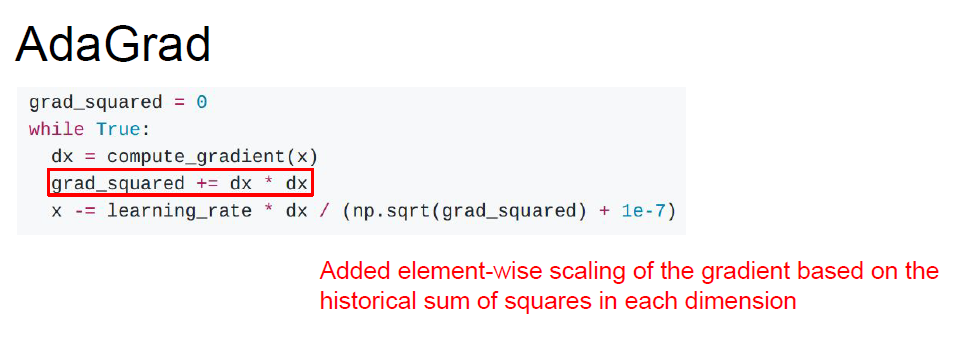 AdaGrad
grad_squared = 0
while True:
dx = compute_gradient(x)
grad_squared += dx * dx
x -= learning_rate * dx / (np.sqrt(grad_squared) + 1e-7)
Added element-wise scaling of the gradient based on the
historical sum of squares in each dimension